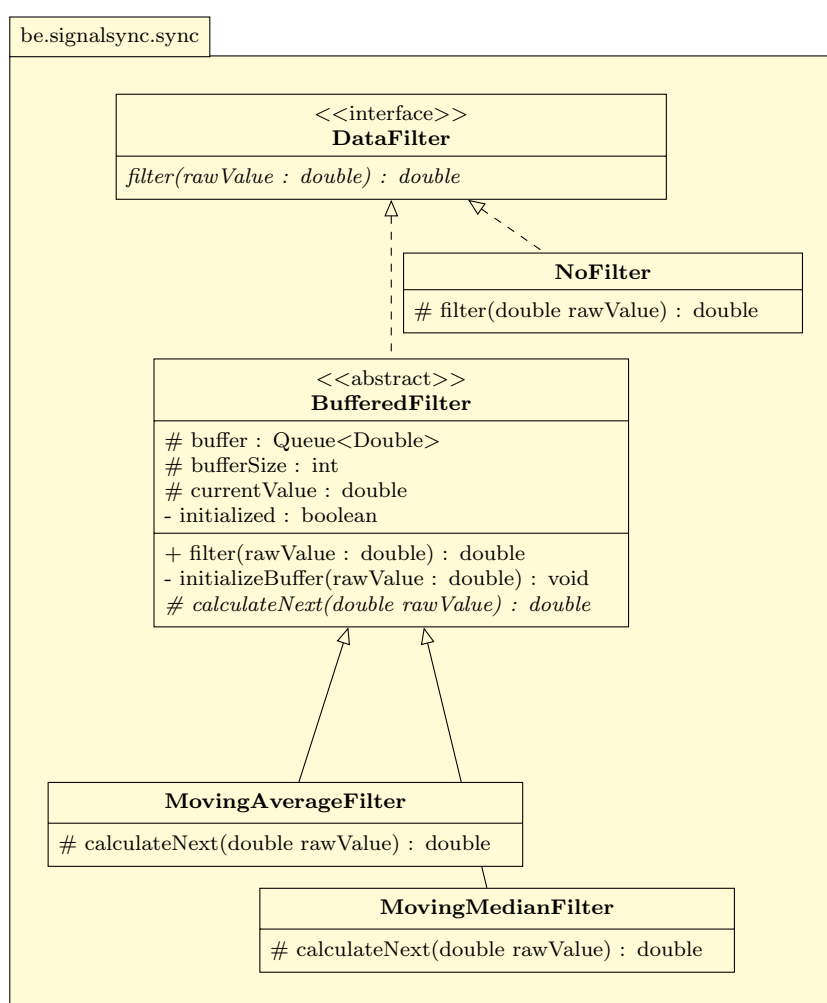 be.signalsync.sync
<<interface>>
DataFilter
filter(rawValue : double) : double
NoFilter
# filter(double rawValue) : double
<<abstract>>
BufferedFilter
# buffer : Queue<Double>
# bufferSize : int
# currentValue : double
- initialized : boolean
+ filter(rawValue : double) : double
- initializeBuffer(rawValue : double) : void
# calculateNext(double rawValue) : double
MovingAverageFilter
# calculateNext(double rawValue) : double
MovingMedianFilter
# calculateNext(double rawValue) : double